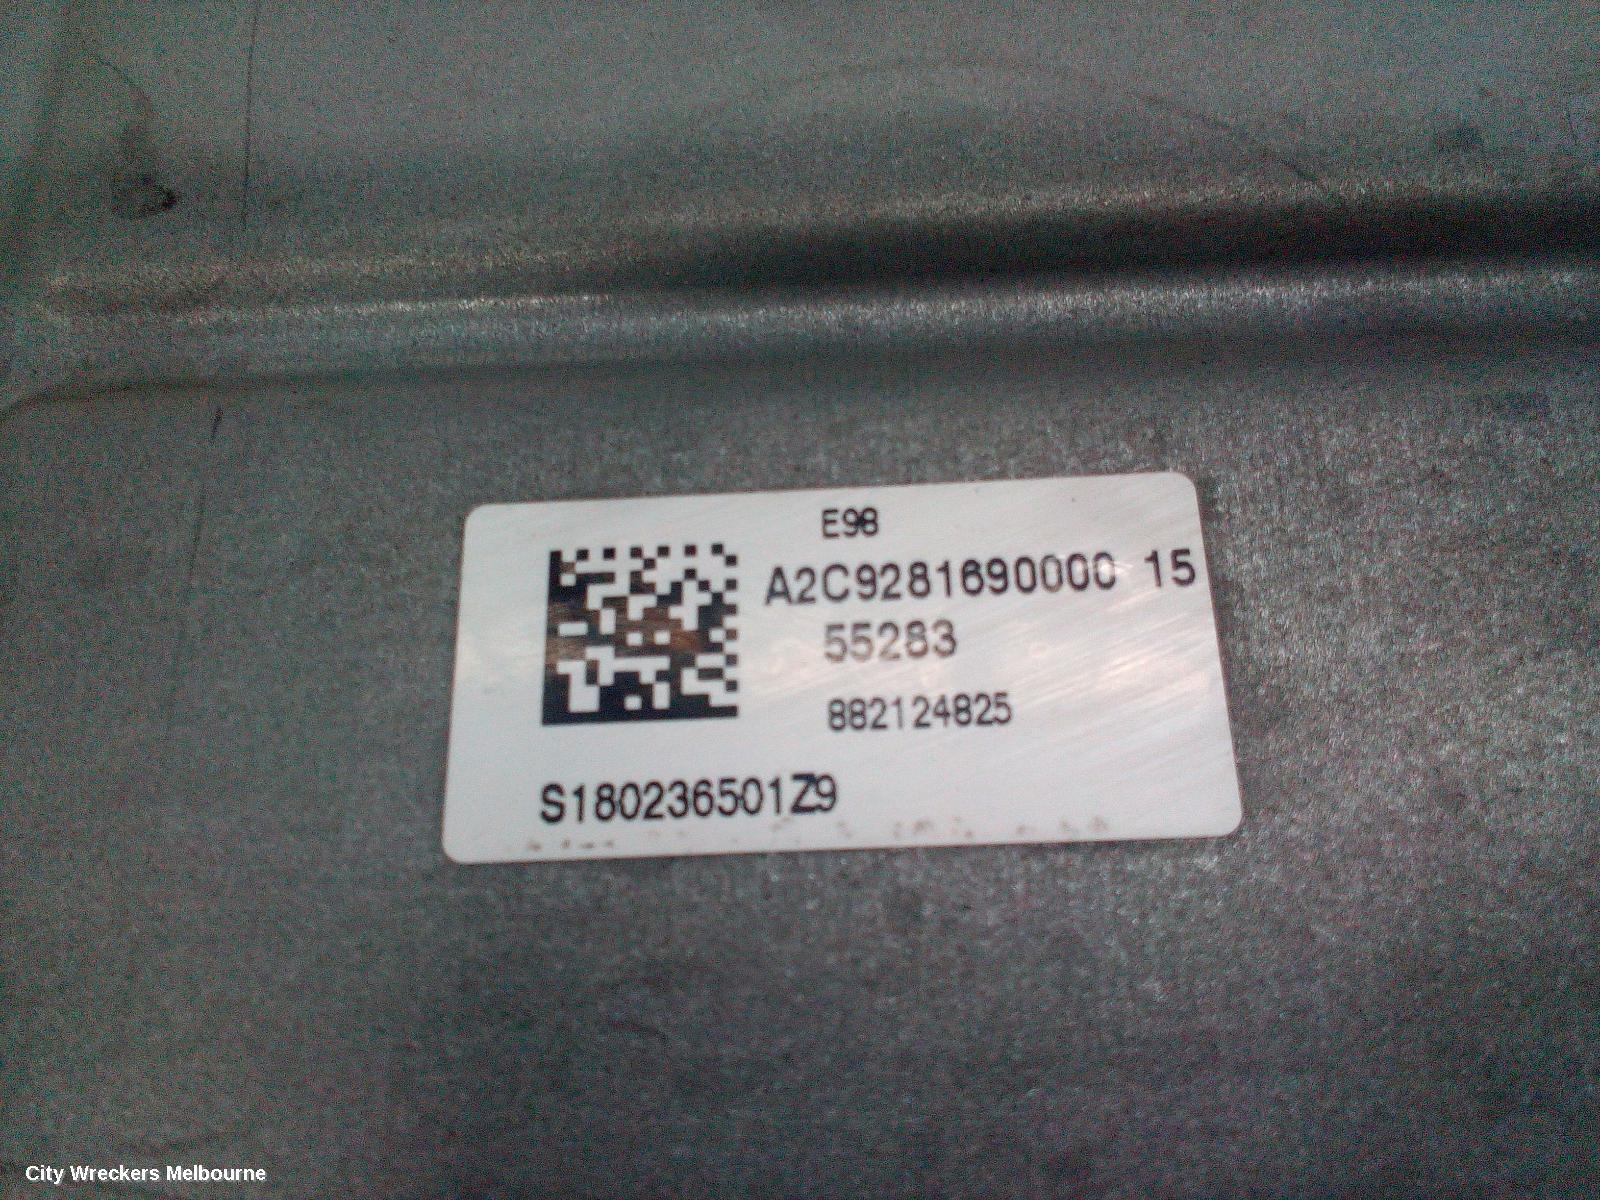 E98
A2C9281690000 15
55283
882124825
S180236501Z9
City Wreckers Melbourne